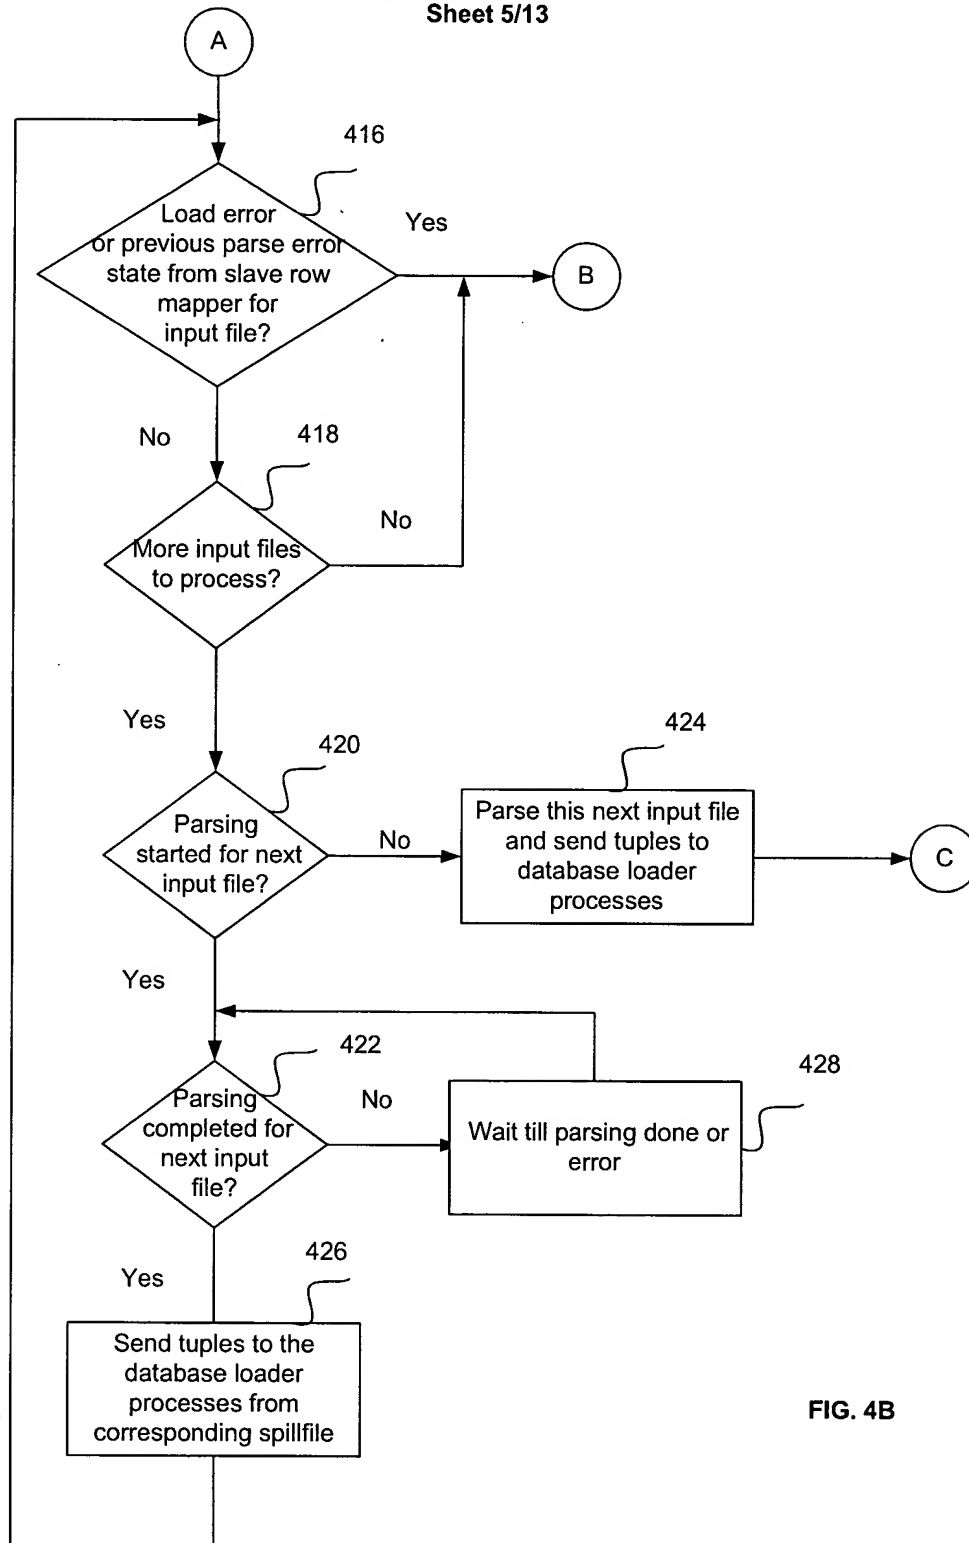 Sheet 5/13
A
416
Load error
or previous parse error
state from slave row
mapper for
input file?
Yes
B
No
418
More input files
to process?
No
Yes
420
Parsing
started for next
input file?
No
424
Parse this next input file
and send tuples to
database loader
processes
C
Yes
422
Parsing
completed for
next input
file?
No
428
Wait till parsing done or
error
Yes
426
Send tuples to the
database loader
processes from
corresponding spillfile
FIG. 4B